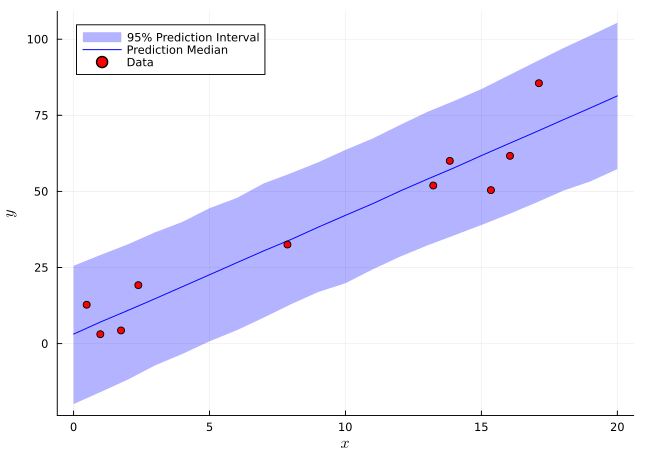 95% Prediction Interval
Prediction Median
Data
100
75
50
25
0
y
0 5 10 15 20
x